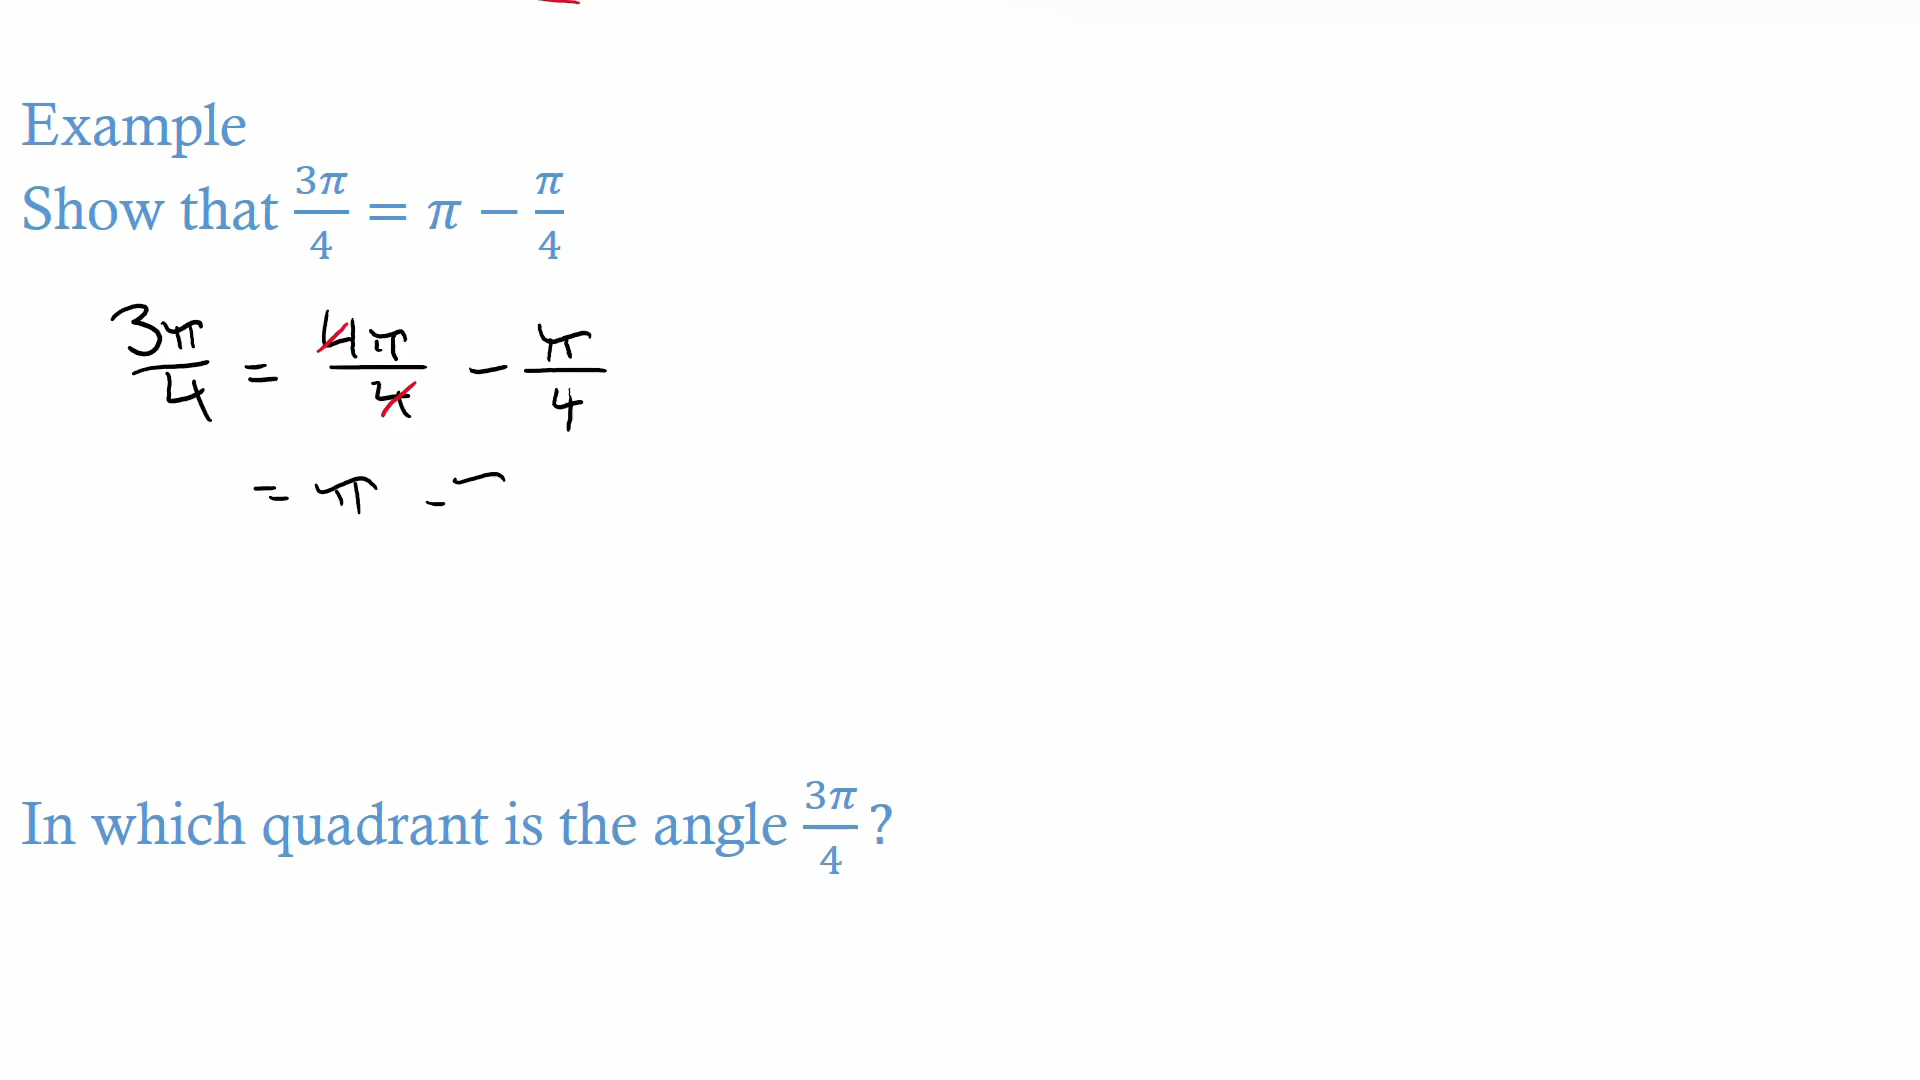 Example
Show that 3π/4 = π − π/4
3π/4 = 4π/4 − π/4
= π -
In which quadrant is the angle 3π/4?